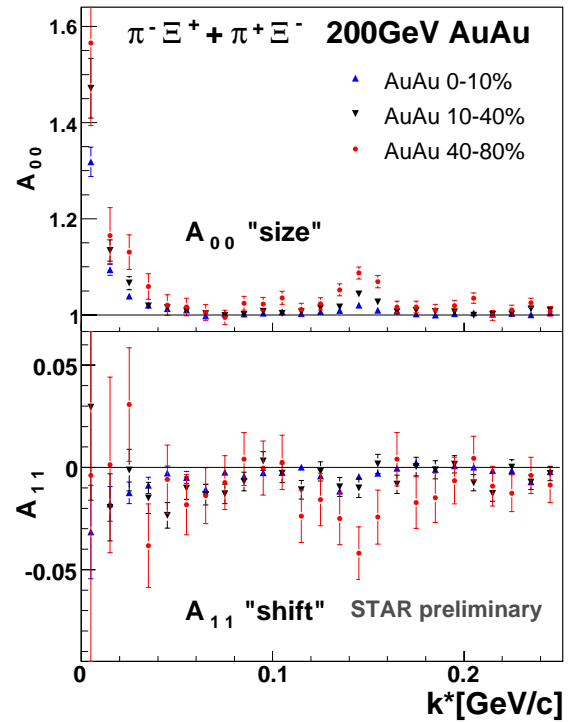 π⁻Ξ⁺ + π⁺Ξ⁻ 200GeV AuAu
AuAu 0-10%
AuAu 10-40%
AuAu 40-80%
A₀₀
1.6
1.4
1.2
1
A₀₀ "size"
A₁₁
0.05
0
-0.05
A₁₁ "shift" STAR preliminary
0 0.1 0.2
k*[GeV/c]